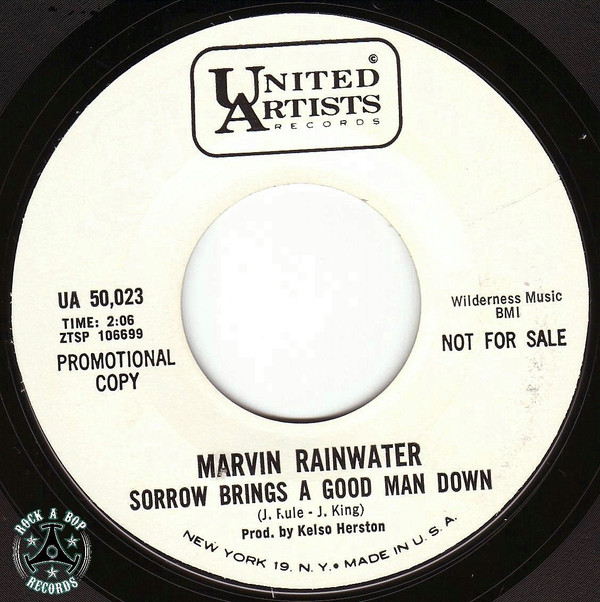 ©
UNITED
ARTISTS
RECORDS
UA 50,023
TIME: 2:06
ZTSP 106699
PROMOTIONAL
COPY
Wilderness Music
BMI
NOT FOR SALE
MARVIN RAINWATER
SORROW BRINGS A GOOD MAN DOWN
(J. Rule - J. King)
Prod. by Kelso Herston
NEW YORK 19, N. Y. • MADE IN U. S. A.
ROCK A BOP
RECORDS